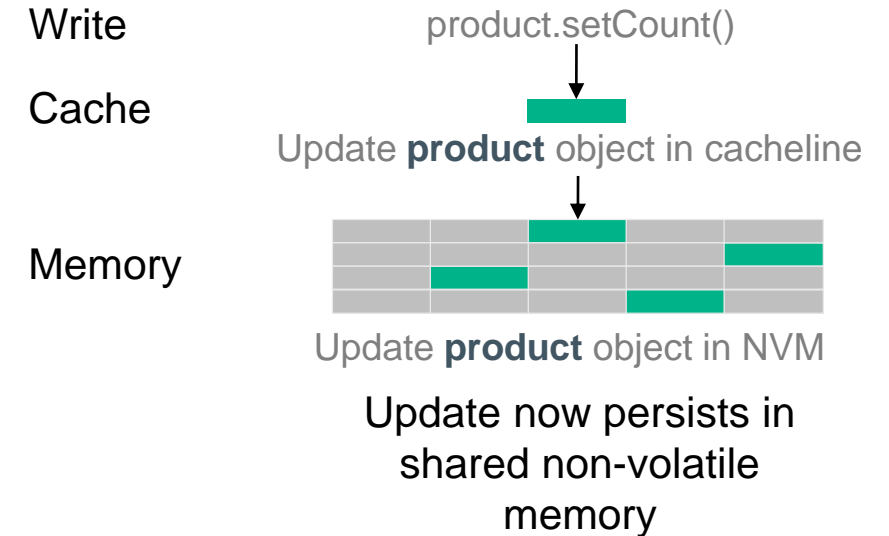 Write
product.setCount()
Cache
Update product object in cacheline
Memory
Update product object in NVM
Update now persists in
shared non-volatile
memory